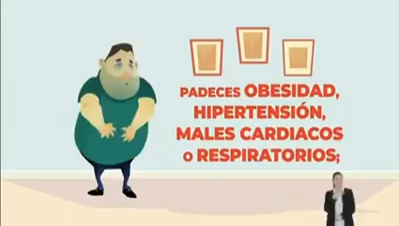 PADECES OBESIDAD,
HIPERTENSIÓN,
MALES CARDIACOS
o RESPIRATORIOS;